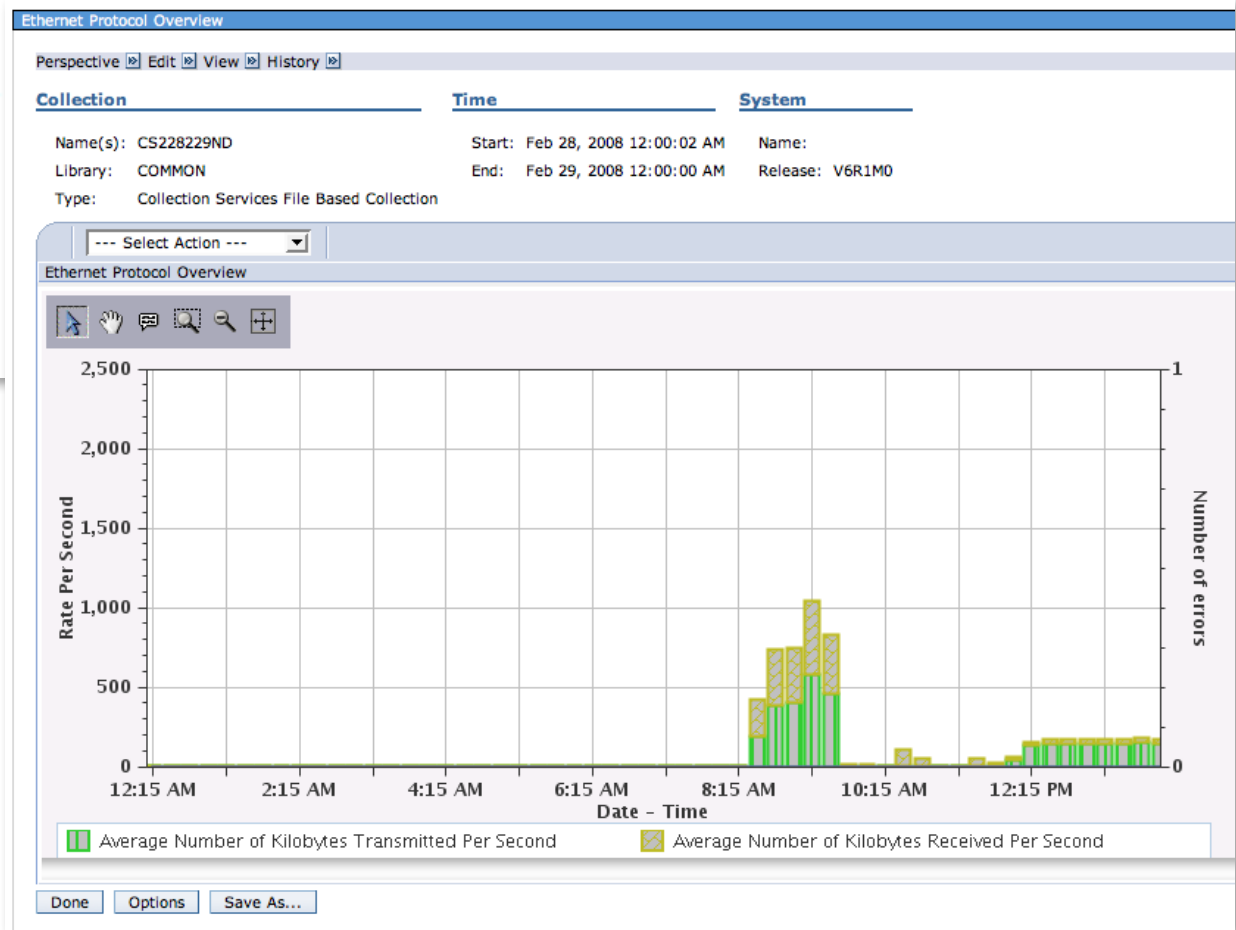 Ethernet Protocol Overview
Perspective Edit View History
Collection Time System
Name(s): CS228229ND Start: Feb 28, 2008 12:00:02 AM Name:
Library: COMMON End: Feb 29, 2008 12:00:00 AM Release: V6R1M0
Type: Collection Services File Based Collection
--- Select Action ---
Ethernet Protocol Overview
2,500
2,000
1,500
1,000
500
0
Rate Per Second
1
0
Number of errors
12:15 AM 2:15 AM 4:15 AM 6:15 AM 8:15 AM 10:15 AM 12:15 PM
Date - Time
Average Number of Kilobytes Transmitted Per Second Average Number of Kilobytes Received Per Second
Done Options Save As...